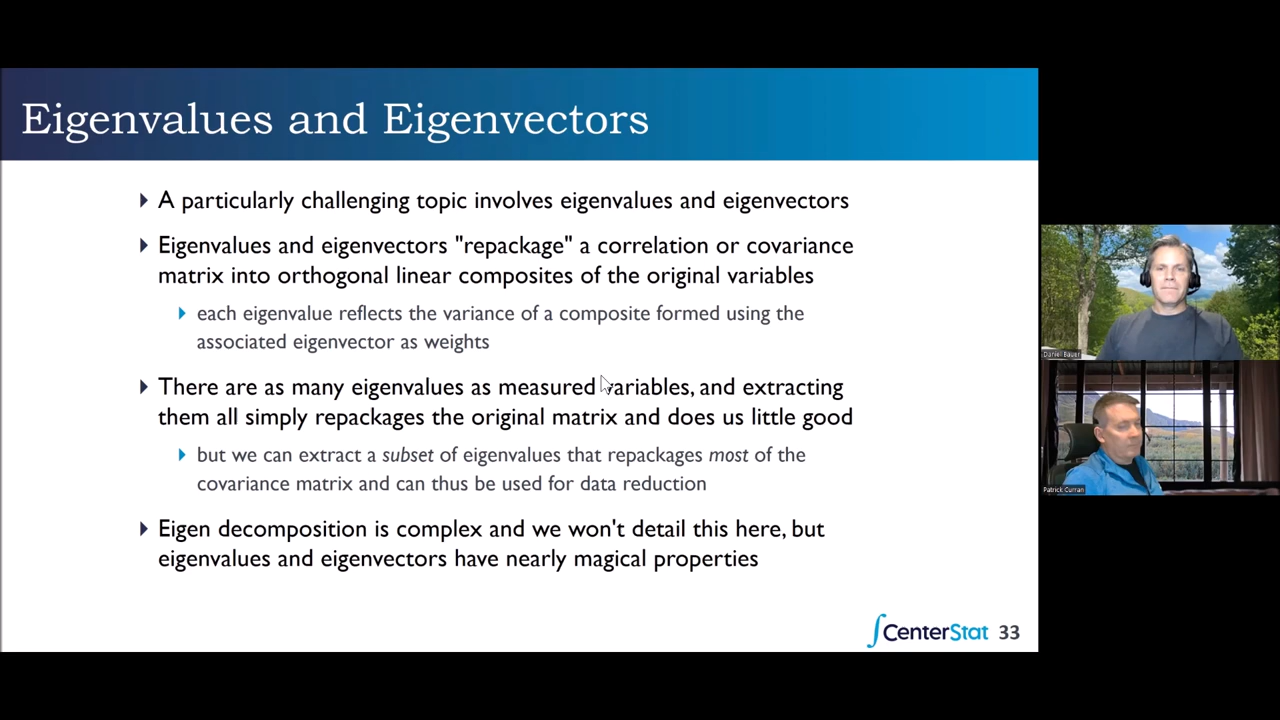 Eigenvalues and Eigenvectors
A particularly challenging topic involves eigenvalues and eigenvectors
Eigenvalues and eigenvectors "repackage" a correlation or covariance
matrix into orthogonal linear composites of the original variables
each eigenvalue reflects the variance of a composite formed using the
associated eigenvector as weights
There are as many eigenvalues as measured variables, and extracting
them all simply repackages the original matrix and does us little good
but we can extract a subset of eigenvalues that repackages most of the
covariance matrix and can thus be used for data reduction
Eigen decomposition is complex and we won't detail this here, but
eigenvalues and eigenvectors have nearly magical properties
∫CenterStat 33
Daniel Bauer
Patrick Curran